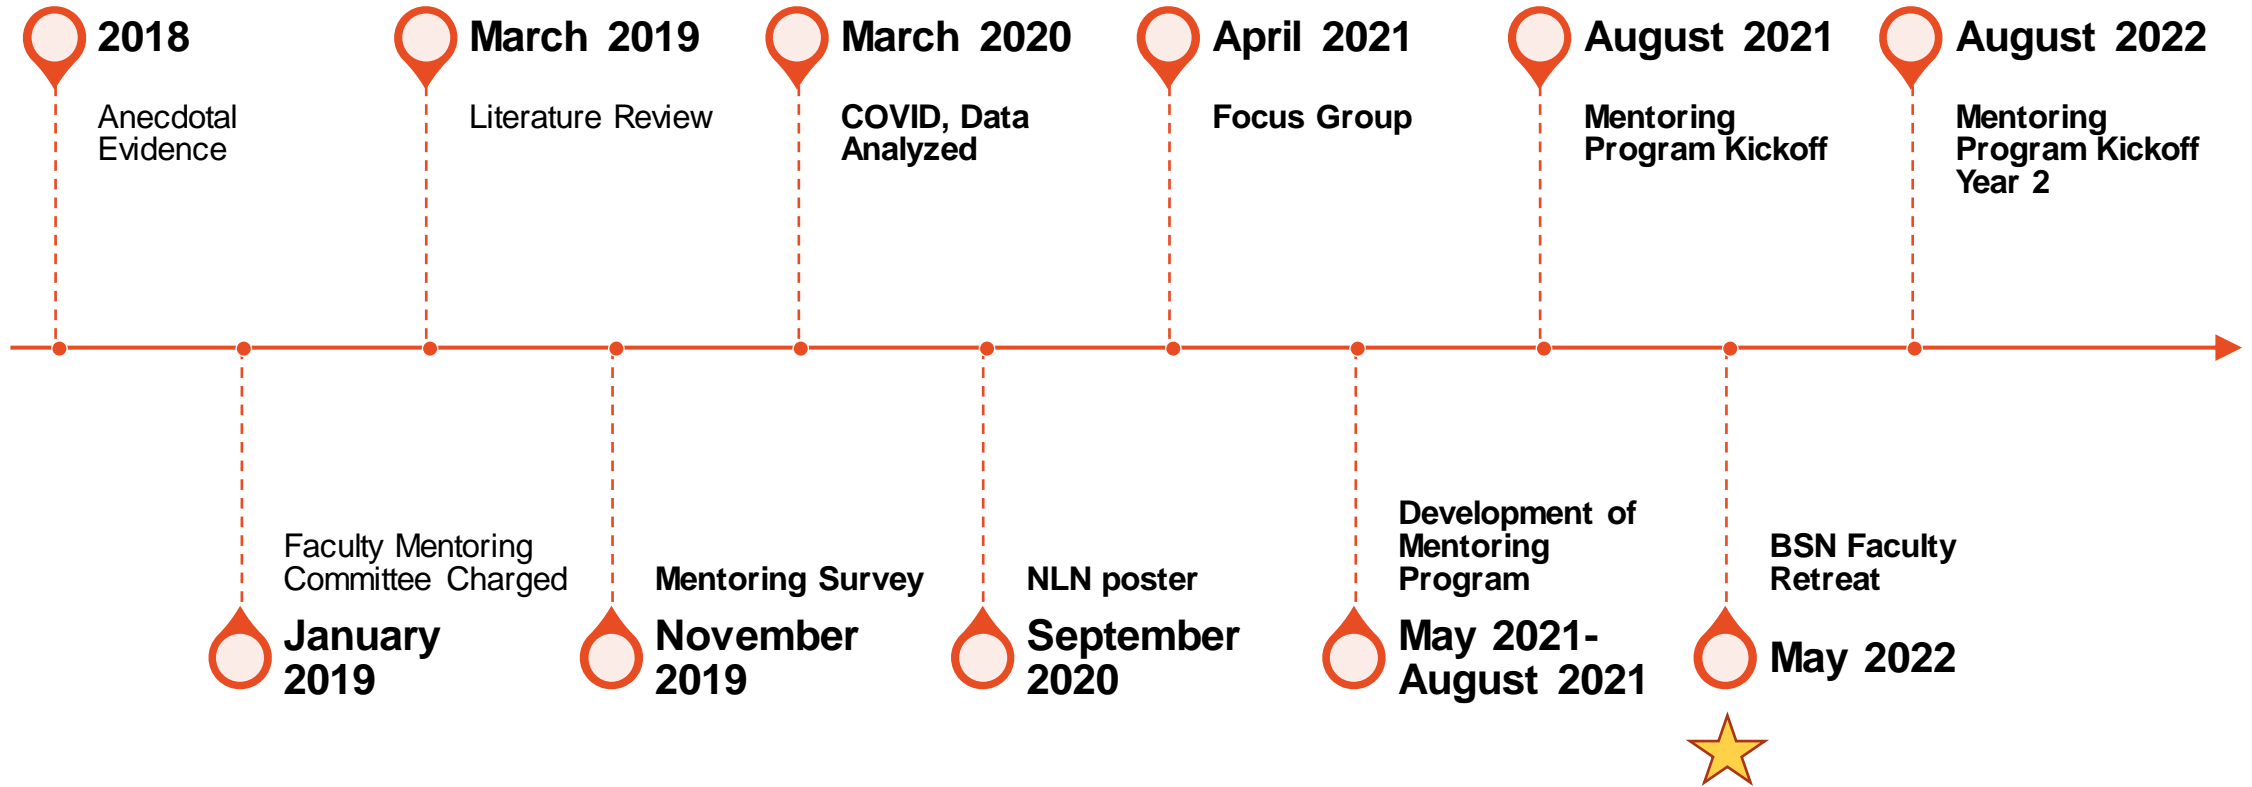 2018
Anecdotal
Evidence
March 2019
Literature Review
March 2020
COVID, Data
Analyzed
April 2021
Focus Group
August 2021
Mentoring
Program Kickoff
August 2022
Mentoring
Program Kickoff
Year 2
Faculty Mentoring
Committee Charged
January
2019
Mentoring Survey
November
2019
NLN poster
September
2020
Development of
Mentoring
Program
May 2021-
August 2021
BSN Faculty
Retreat
May 2022